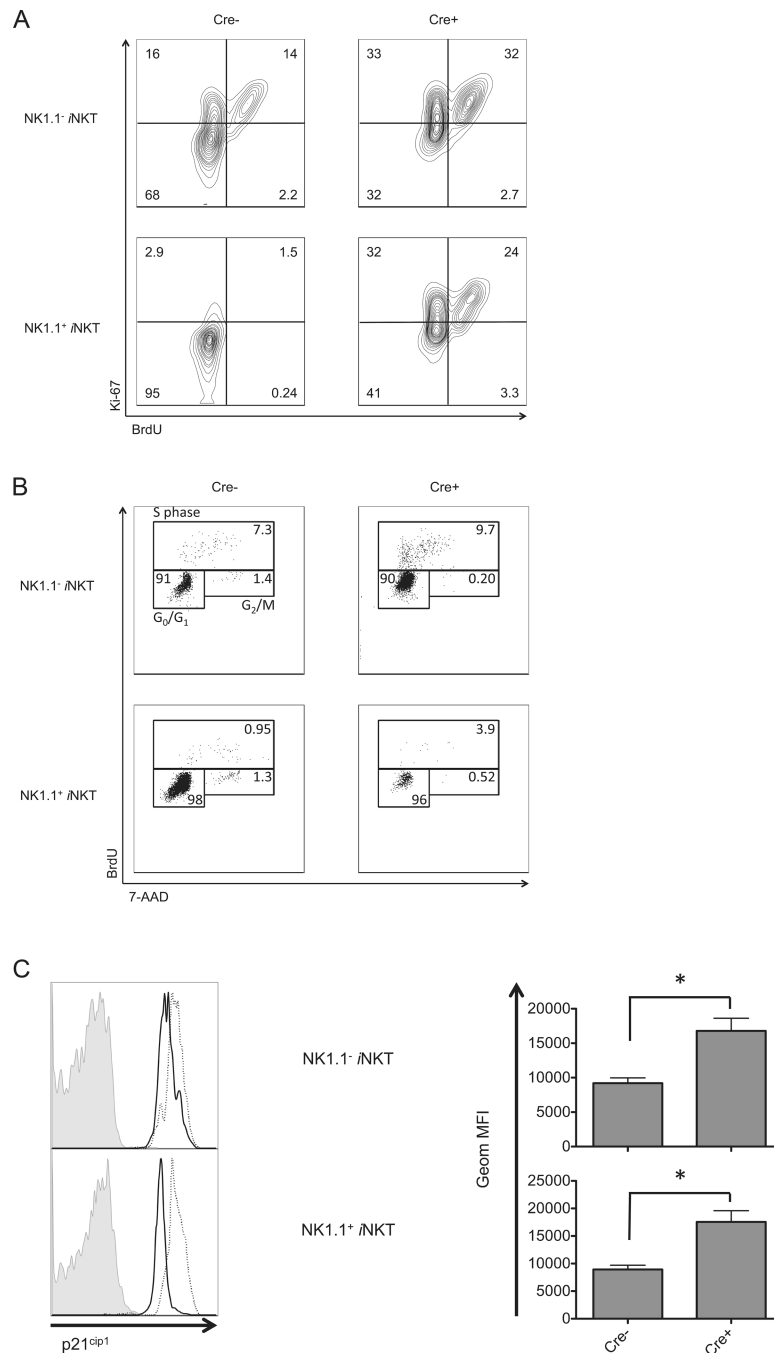 A
Cre-
Cre+
NK1.1⁻ iNKT
16
14
68
2.2
33
32
32
2.7
NK1.1⁺ iNKT
2.9
1.5
95
0.24
32
24
41
3.3
Ki-67
BrdU
B
Cre-
Cre+
NK1.1⁻ iNKT
S phase
7.3
91
1.4
G₀/G₁
G₂/M
9.7
90
0.20
NK1.1⁺ iNKT
0.95
1.3
98
3.9
0.52
96
BrdU
7-AAD
C
NK1.1⁻ iNKT
NK1.1⁺ iNKT
p21ᶜⁱᵖ¹
Geom MFI
*
20000
15000
10000
5000
0
*
25000
20000
15000
10000
5000
0
Cre-
Cre+